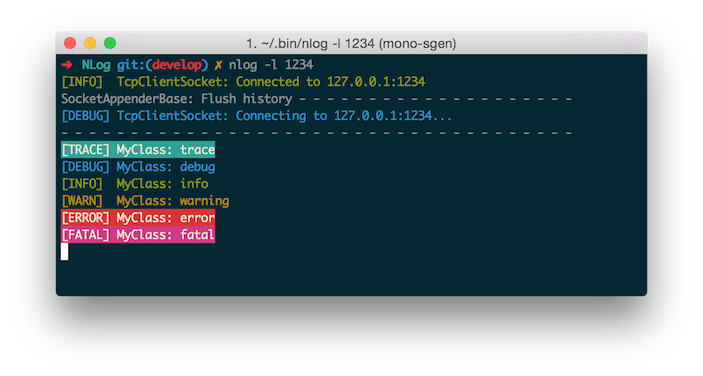 1. ~/.bin/nlog -l 1234 (mono-sgen)
➜ NLog git:(develop) ✗ nlog -l 1234
[INFO]  TcpClientSocket: Connected to 127.0.0.1:1234
SocketAppenderBase: Flush history - - - - - - - - - - - - - - - - - - - -
[DEBUG] TcpClientSocket: Connecting to 127.0.0.1:1234...
- - - - - - - - - - - - - - - - - - - - - - - - - - - - - - - - - - - - -
[TRACE] MyClass: trace
[DEBUG] MyClass: debug
[INFO]  MyClass: info
[WARN]  MyClass: warning
[ERROR] MyClass: error
[FATAL] MyClass: fatal